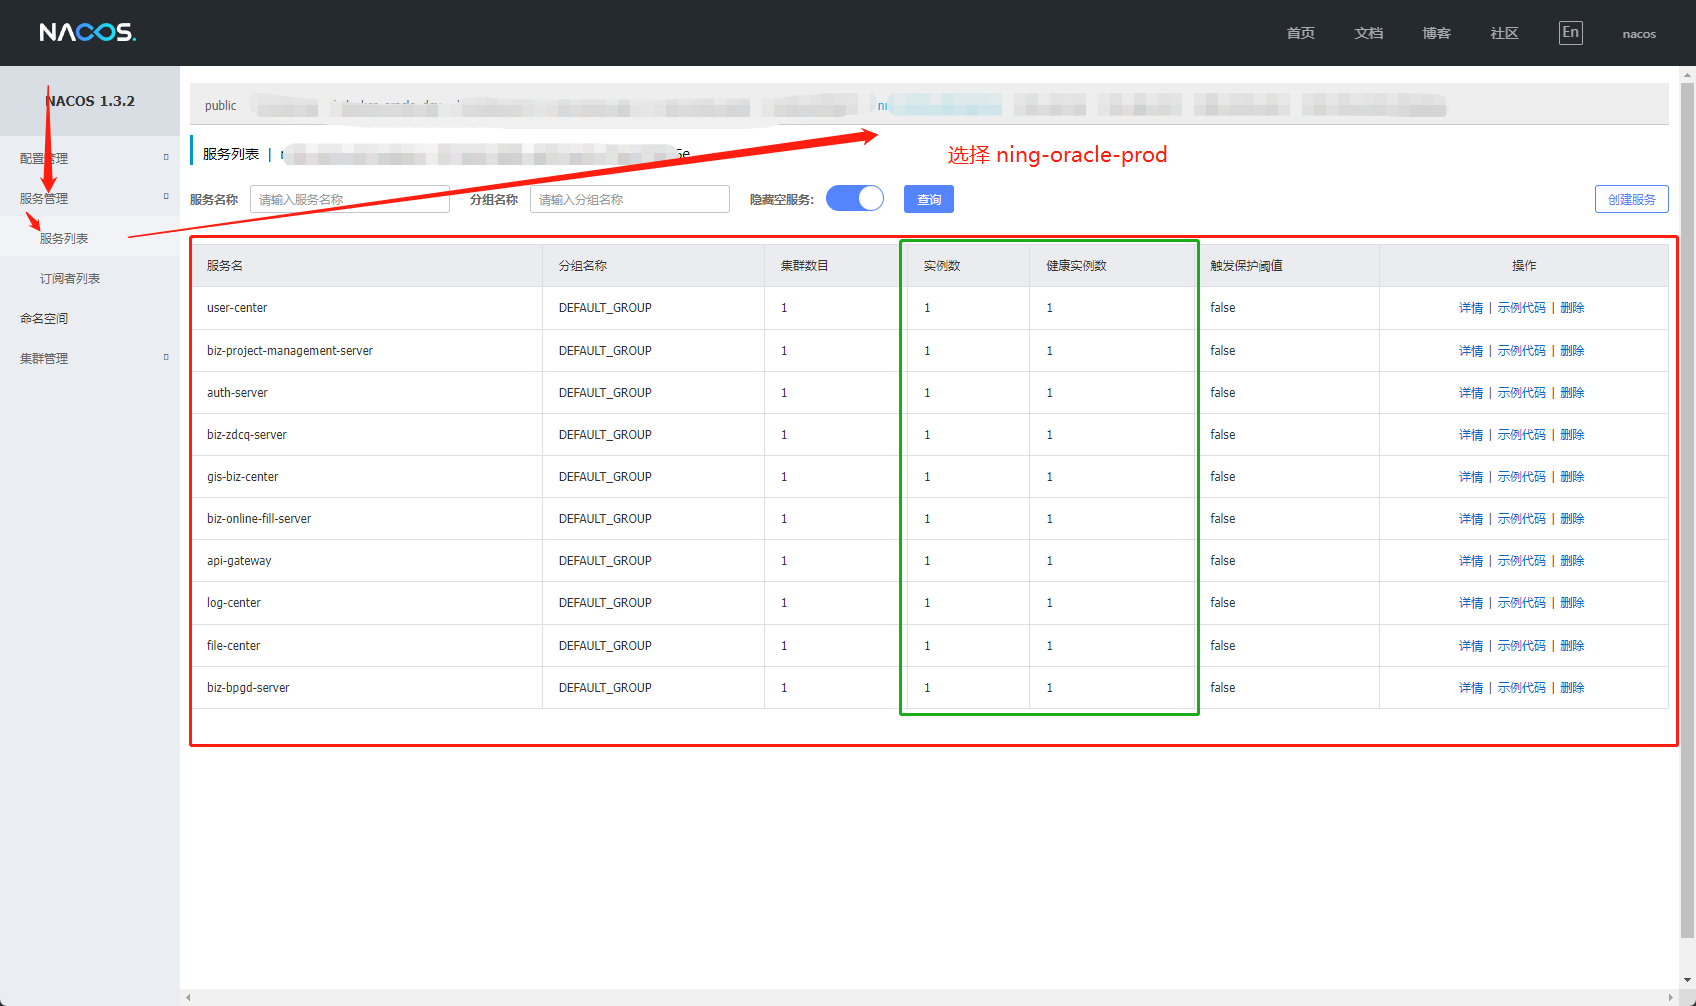 NACOS.
首页 文档 博客 社区 En nacos
NACOS 1.3.2
配置管理
服务管理
服务列表
订阅者列表
命名空间
集群管理
public
服务列表 |
选择 ning-oracle-prod
服务名称 请输入服务名称 分组名称 请输入分组名称 隐藏空服务: 查询 创建服务
服务名 分组名称 集群数目 实例数 健康实例数 触发保护阈值 操作
user-center DEFAULT_GROUP 1 1 1 false 详情 | 示例代码 | 删除
biz-project-management-server DEFAULT_GROUP 1 1 1 false 详情 | 示例代码 | 删除
auth-server DEFAULT_GROUP 1 1 1 false 详情 | 示例代码 | 删除
biz-zdcq-server DEFAULT_GROUP 1 1 1 false 详情 | 示例代码 | 删除
gis-biz-center DEFAULT_GROUP 1 1 1 false 详情 | 示例代码 | 删除
biz-online-fill-server DEFAULT_GROUP 1 1 1 false 详情 | 示例代码 | 删除
api-gateway DEFAULT_GROUP 1 1 1 false 详情 | 示例代码 | 删除
log-center DEFAULT_GROUP 1 1 1 false 详情 | 示例代码 | 删除
file-center DEFAULT_GROUP 1 1 1 false 详情 | 示例代码 | 删除
biz-bpgd-server DEFAULT_GROUP 1 1 1 false 详情 | 示例代码 | 删除